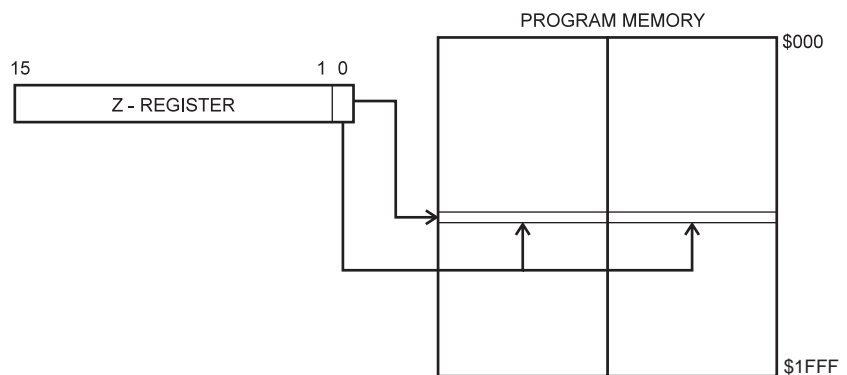 PROGRAM MEMORY
$000
15 1 0
Z - REGISTER
$1FFF